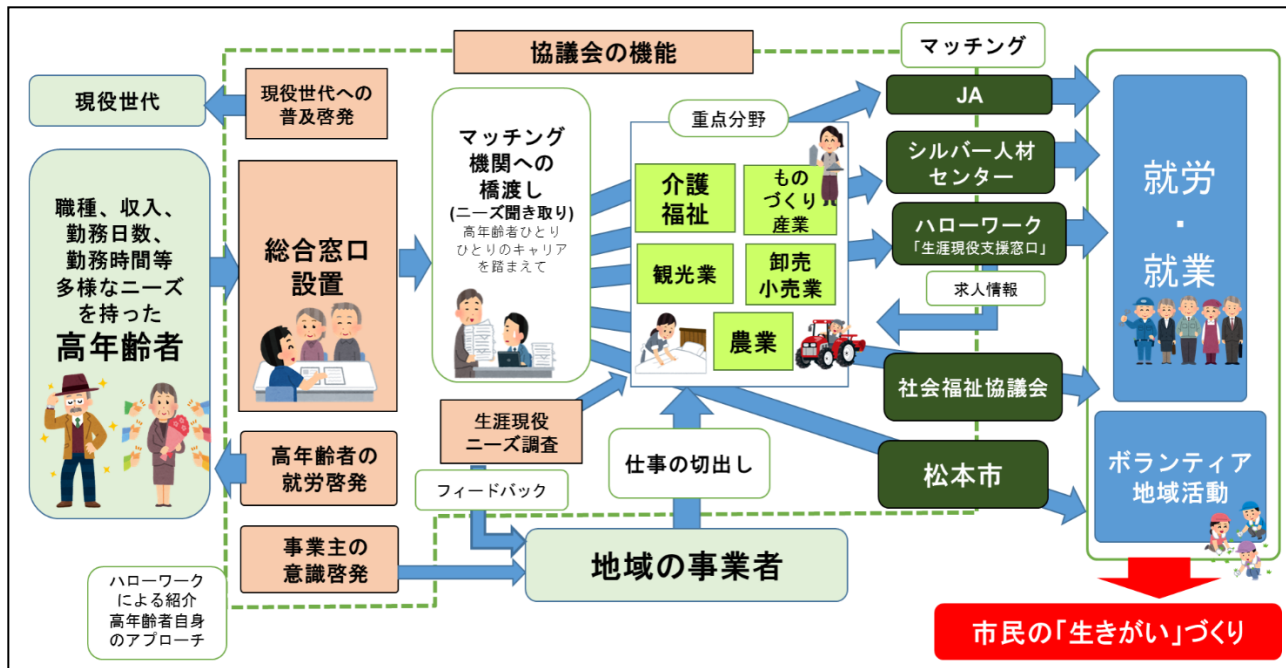 協議会の機能
マッチング
現役世代
現役世代への
普及啓発
職種、収入、
勤務日数、
勤務時間等
多様なニーズ
を持った
高年齢者
総合窓口
設置
マッチング
機関への
橋渡し
(ニーズ聞き取り)
高年齢者ひとり
ひとりのキャリア
を踏まえて
重点分野
介護
福祉
もの
づくり
産業
観光業
卸売
小売業
農業
JA
シルバー人材
センター
ハローワーク
「生涯現役支援窓口」
求人情報
社会福祉協議会
松本市
就労
・
就業
ボランティア
地域活動
高年齢者の
就労啓発
生涯現役
ニーズ調査
フィードバック
仕事の切出し
事業主の
意識啓発
地域の事業者
ハローワーク
による紹介
高年齢者自身
のアプローチ
市民の「生きがい」づくり